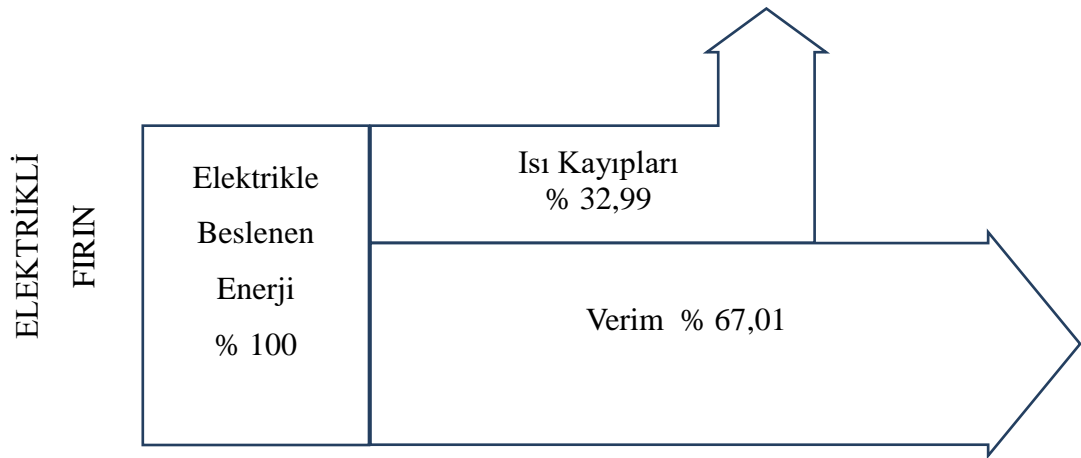 ELEKTRİKLİ
FIRIN
Elektrikle
Beslenen
Enerji
% 100
Isı Kayıpları
% 32,99
Verim % 67,01